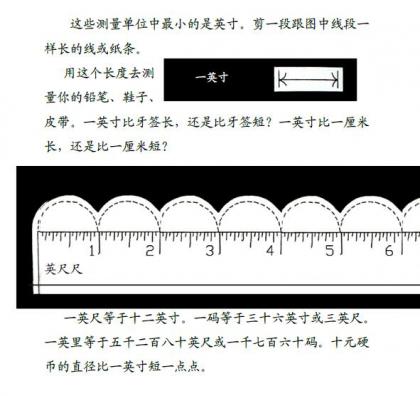 这些测量单位中最小的是英寸。剪一段跟图中线段一
样长的线或纸条。
用这个长度去测
一英寸
量你的铅笔、鞋子、
皮带。一英寸比牙签长，还是比牙签短？一英寸比一厘米
长，还是比一厘米短？
1 2 3 4 5 6
英尺尺
一英尺等于十二英寸。一码等于三十六英寸或三英尺。
一英里等于五千二百八十英尺或一千七百六十码。十元硬
币的直径比一英寸短一点点。